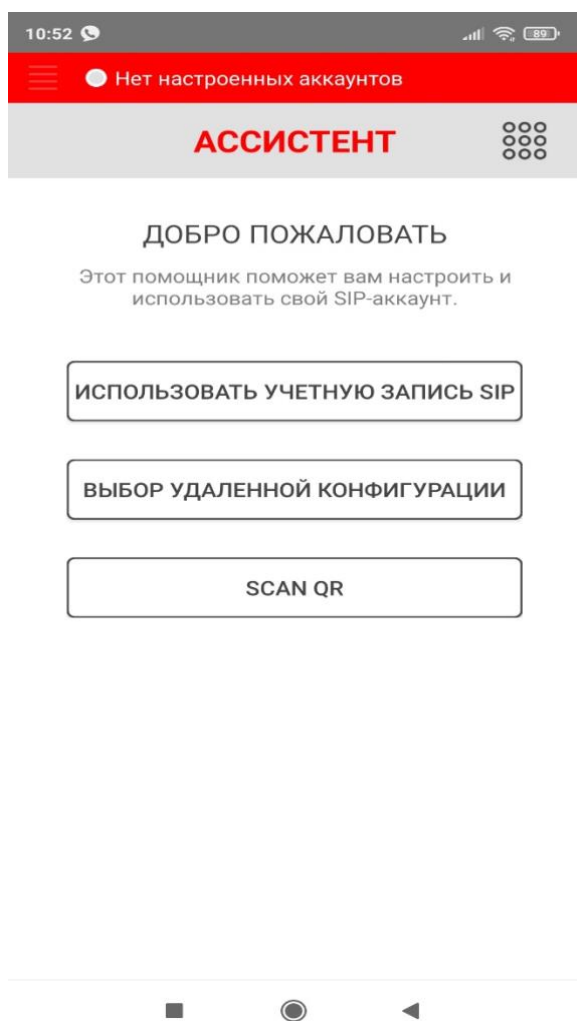 10:52
89
Нет настроенных аккаунтов
АССИСТЕНТ
ДОБРО ПОЖАЛОВАТЬ
Этот помощник поможет вам настроить и
использовать свой SIP-аккаунт.
ИСПОЛЬЗОВАТЬ УЧЕТНУЮ ЗАПИСЬ SIP
ВЫБОР УДАЛЕННОЙ КОНФИГУРАЦИИ
SCAN QR